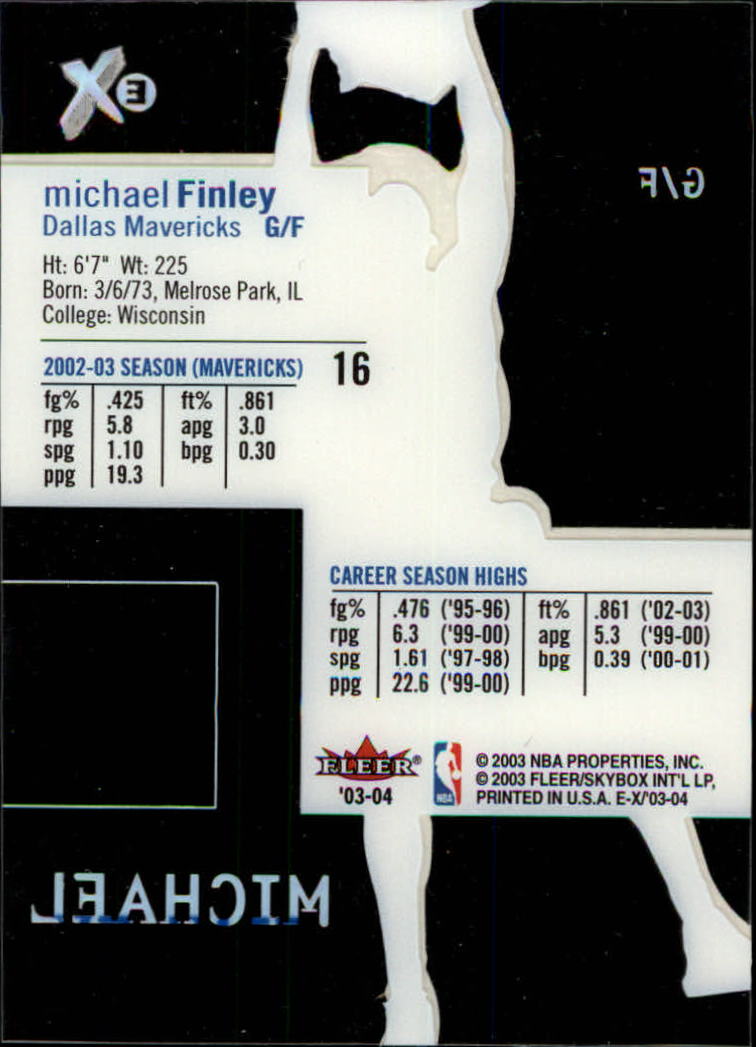 EX
G/F
michael Finley
Dallas Mavericks G/F
Ht: 6'7" Wt: 225
Born: 3/6/73, Melrose Park, IL
College: Wisconsin
2002-03 SEASON (MAVERICKS) 16
fg% .425 ft% .861
rpg 5.8 apg 3.0
spg 1.10 bpg 0.30
ppg 19.3
CAREER SEASON HIGHS
fg% .476 ('95-96) ft% .861 ('02-03)
rpg 6.3 ('99-00) apg 5.3 ('99-00)
spg 1.61 ('97-98) bpg 0.39 ('00-01)
ppg 22.6 ('99-00)
FLEER®
'03-04
NBA
© 2003 NBA PROPERTIES, INC.
© 2003 FLEER/SKYBOX INT'L LP,
PRINTED IN U.S.A. E-X/'03-04
MICHAEL